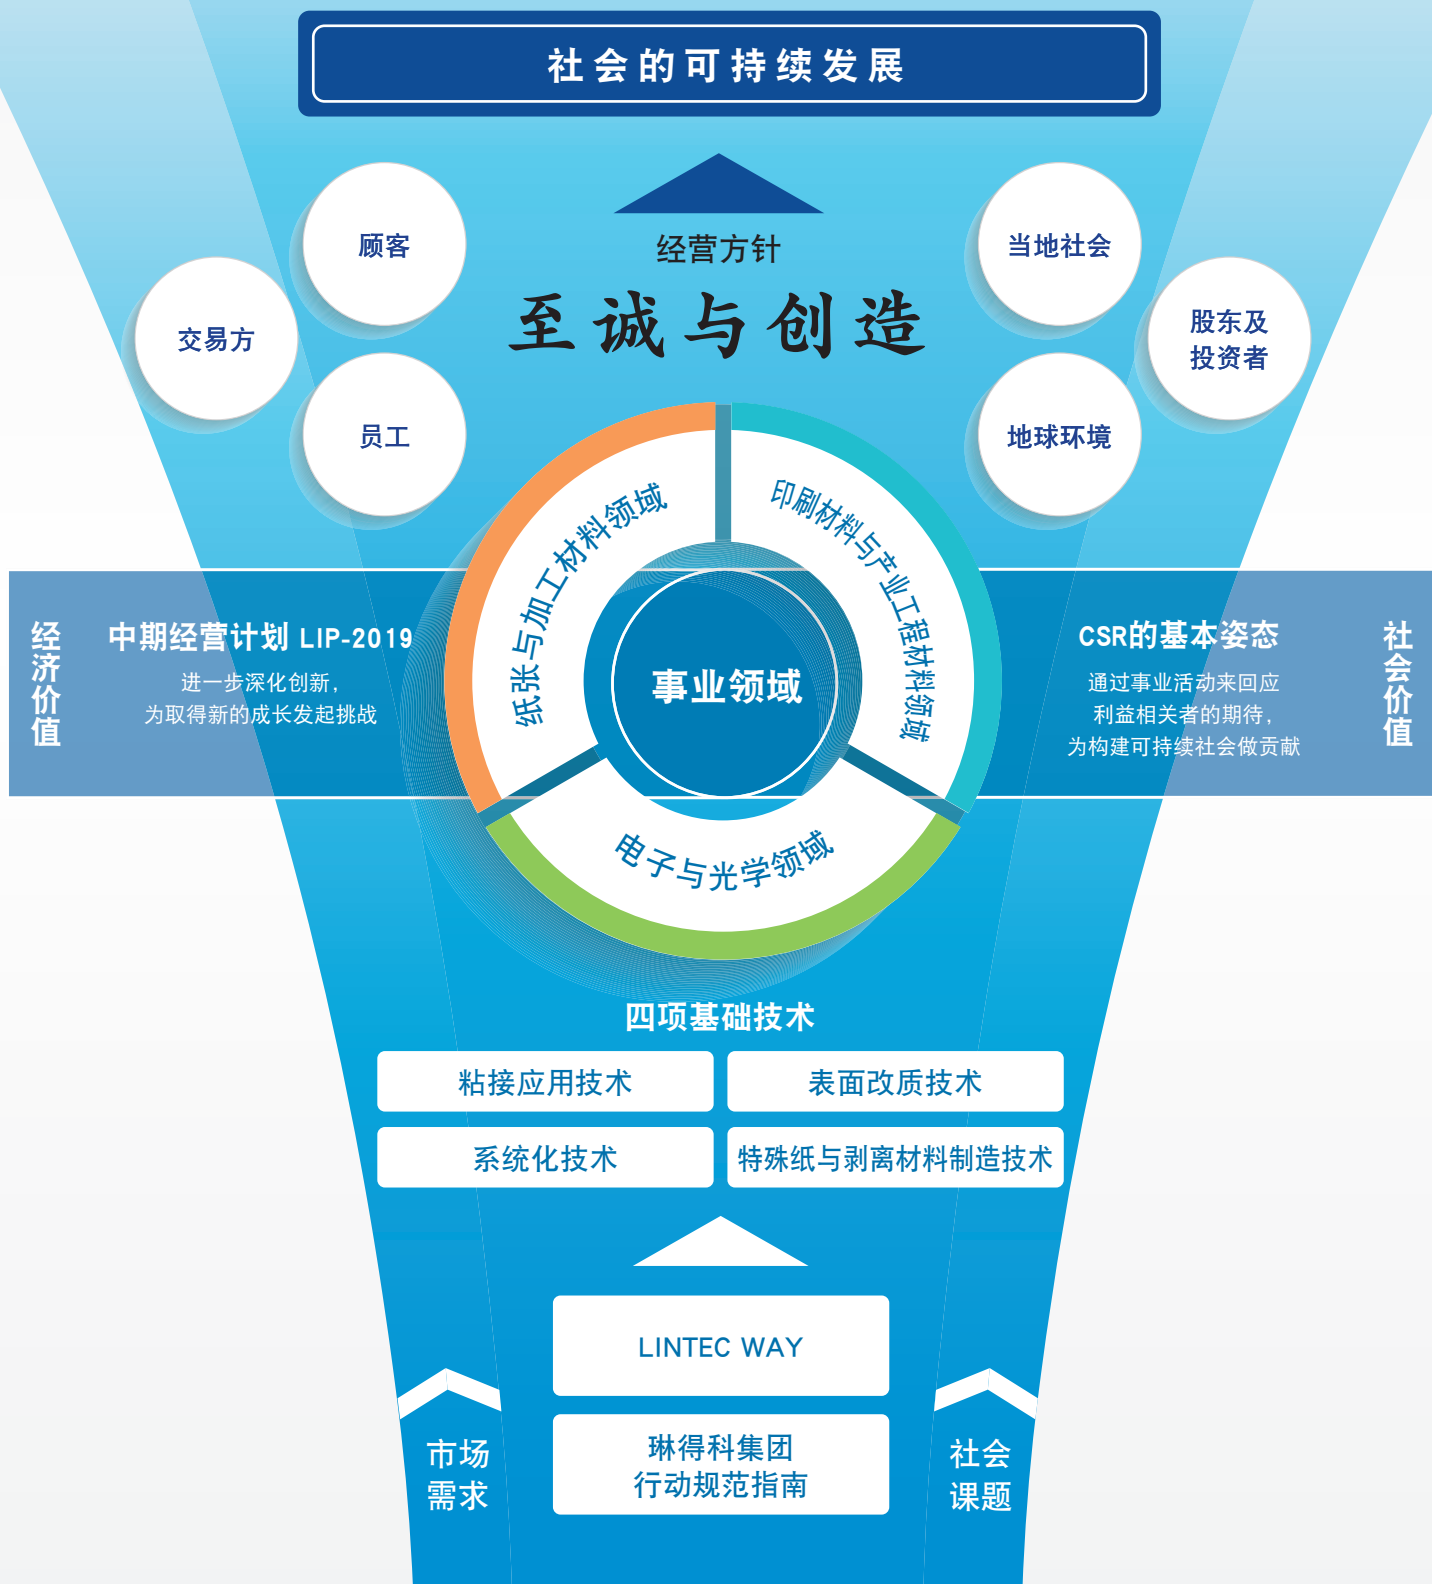 社会的可持续发展
经营方针
至诚与创造
顾客
交易方
员工
当地社会
股东及
投资者
地球环境
纸张与加工材料领域
印刷材料与产业工程材料领域
电子与光学领域
事业领域
经济价值
中期经营计划 LIP-2019
进一步深化创新，
为取得新的成长发起挑战
CSR的基本姿态
通过事业活动来回应
利益相关者的期待，
为构建可持续社会做贡献
社会价值
四项基础技术
粘接应用技术
表面改质技术
系统化技术
特殊纸与剥离材料制造技术
LINTEC WAY
琳得科集团
行动规范指南
市场
需求
社会
课题